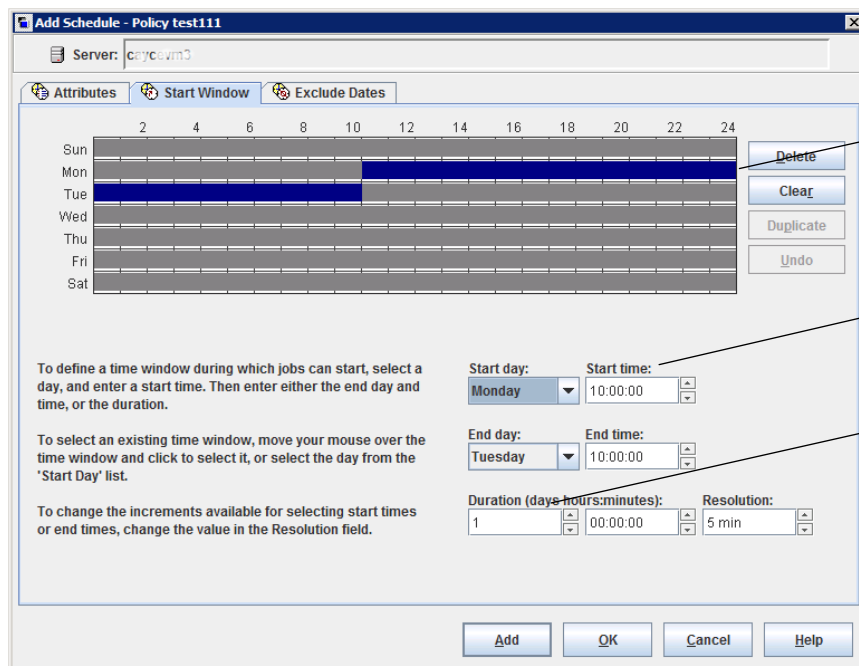 Add Schedule - Policy test111
Server:
Attributes
Start Window
Exclude Dates
2 4 6 8 10 12 14 16 18 20 22 24
Sun
Mon
Tue
Wed
Thu
Fri
Sat
Delete
Clear
Duplicate
Undo
To define a time window during which jobs can start, select a
day, and enter a start time. Then enter either the end day and
time, or the duration.
To select an existing time window, move your mouse over the
time window and click to select it, or select the day from the
'Start Day' list.
To change the increments available for selecting start times
or end times, change the value in the Resolution field.
Start day: Start time:
Monday 10:00:00
End day: End time:
Tuesday 10:00:00
Duration (days hours:minutes): Resolution:
1 00:00:00 5 min
Add OK Cancel Help